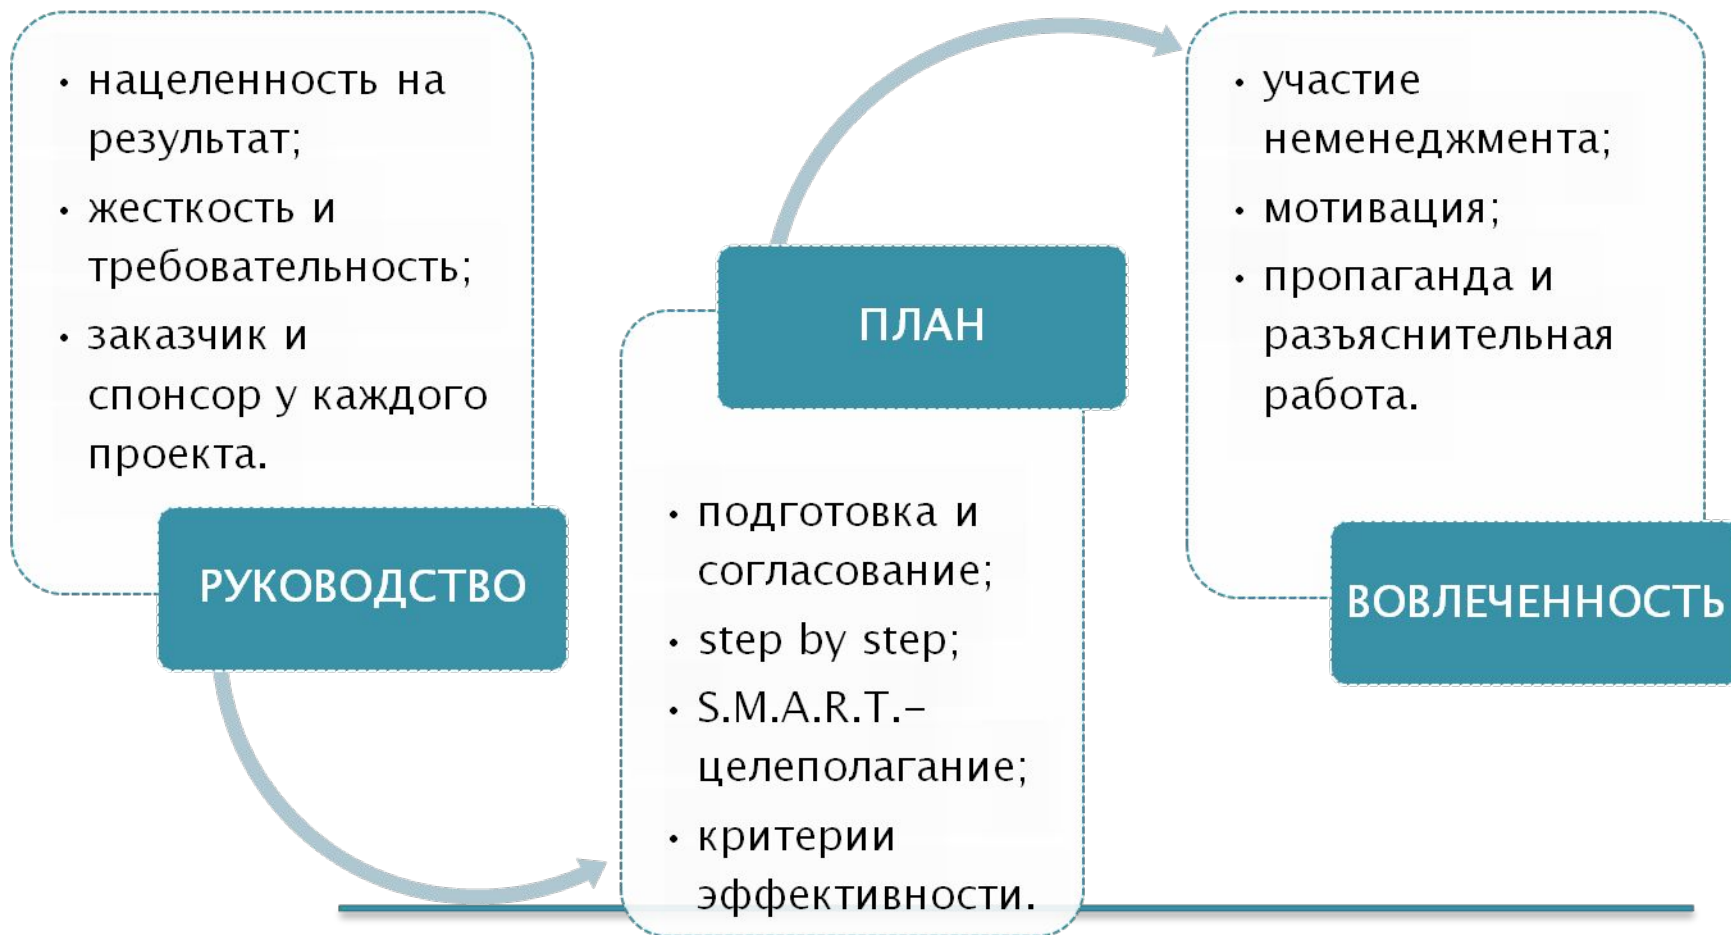 • нацеленность на
результат;
• жесткость и
требовательность;
• заказчик и
спонсор у каждого
проекта.
РУКОВОДСТВО
ПЛАН
• подготовка и
согласование;
• step by step;
• S.M.A.R.T.–
целеполагание;
• критерии
эффективности.
• участие
неменеджмента;
• мотивация;
• пропаганда и
разъяснительная
работа.
ВОВЛЕЧЕННОСТЬ